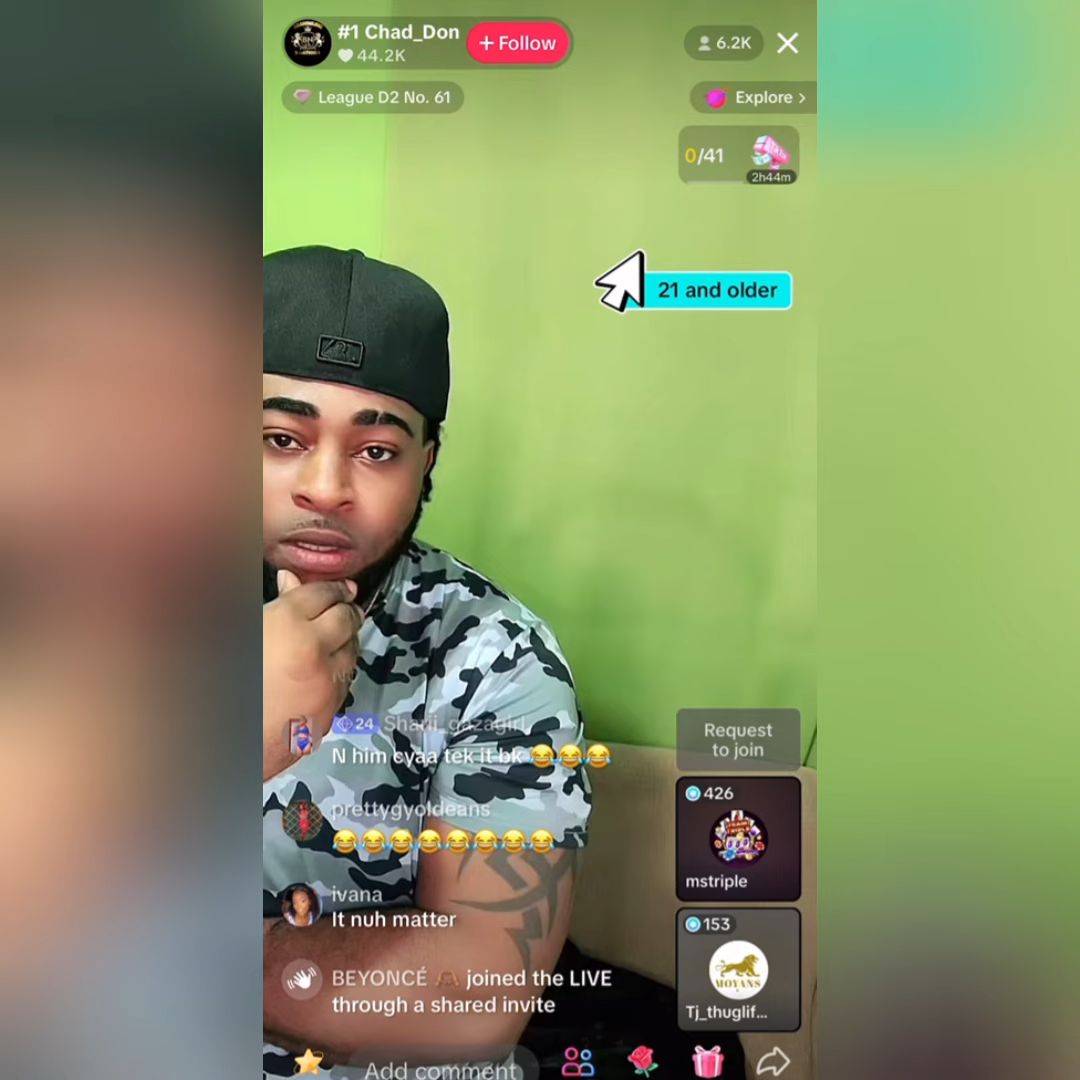 #1 Chad_Don
44.2K
+ Follow
6.2K
League D2 No. 61
Explore >
0/41
2h44m
21 and older
24 Sharii_gazagirl
N him cyaa tek it bk 😂😂😂
prettygyoldeans
😂😂😂😂😂😂😂😂
ivana
It nuh matter
BEYONCÉ joined the LIVE
through a shared invite
Request
to join
426
mstriple
153
MOYANS
Tj_thuglif...
Add comment